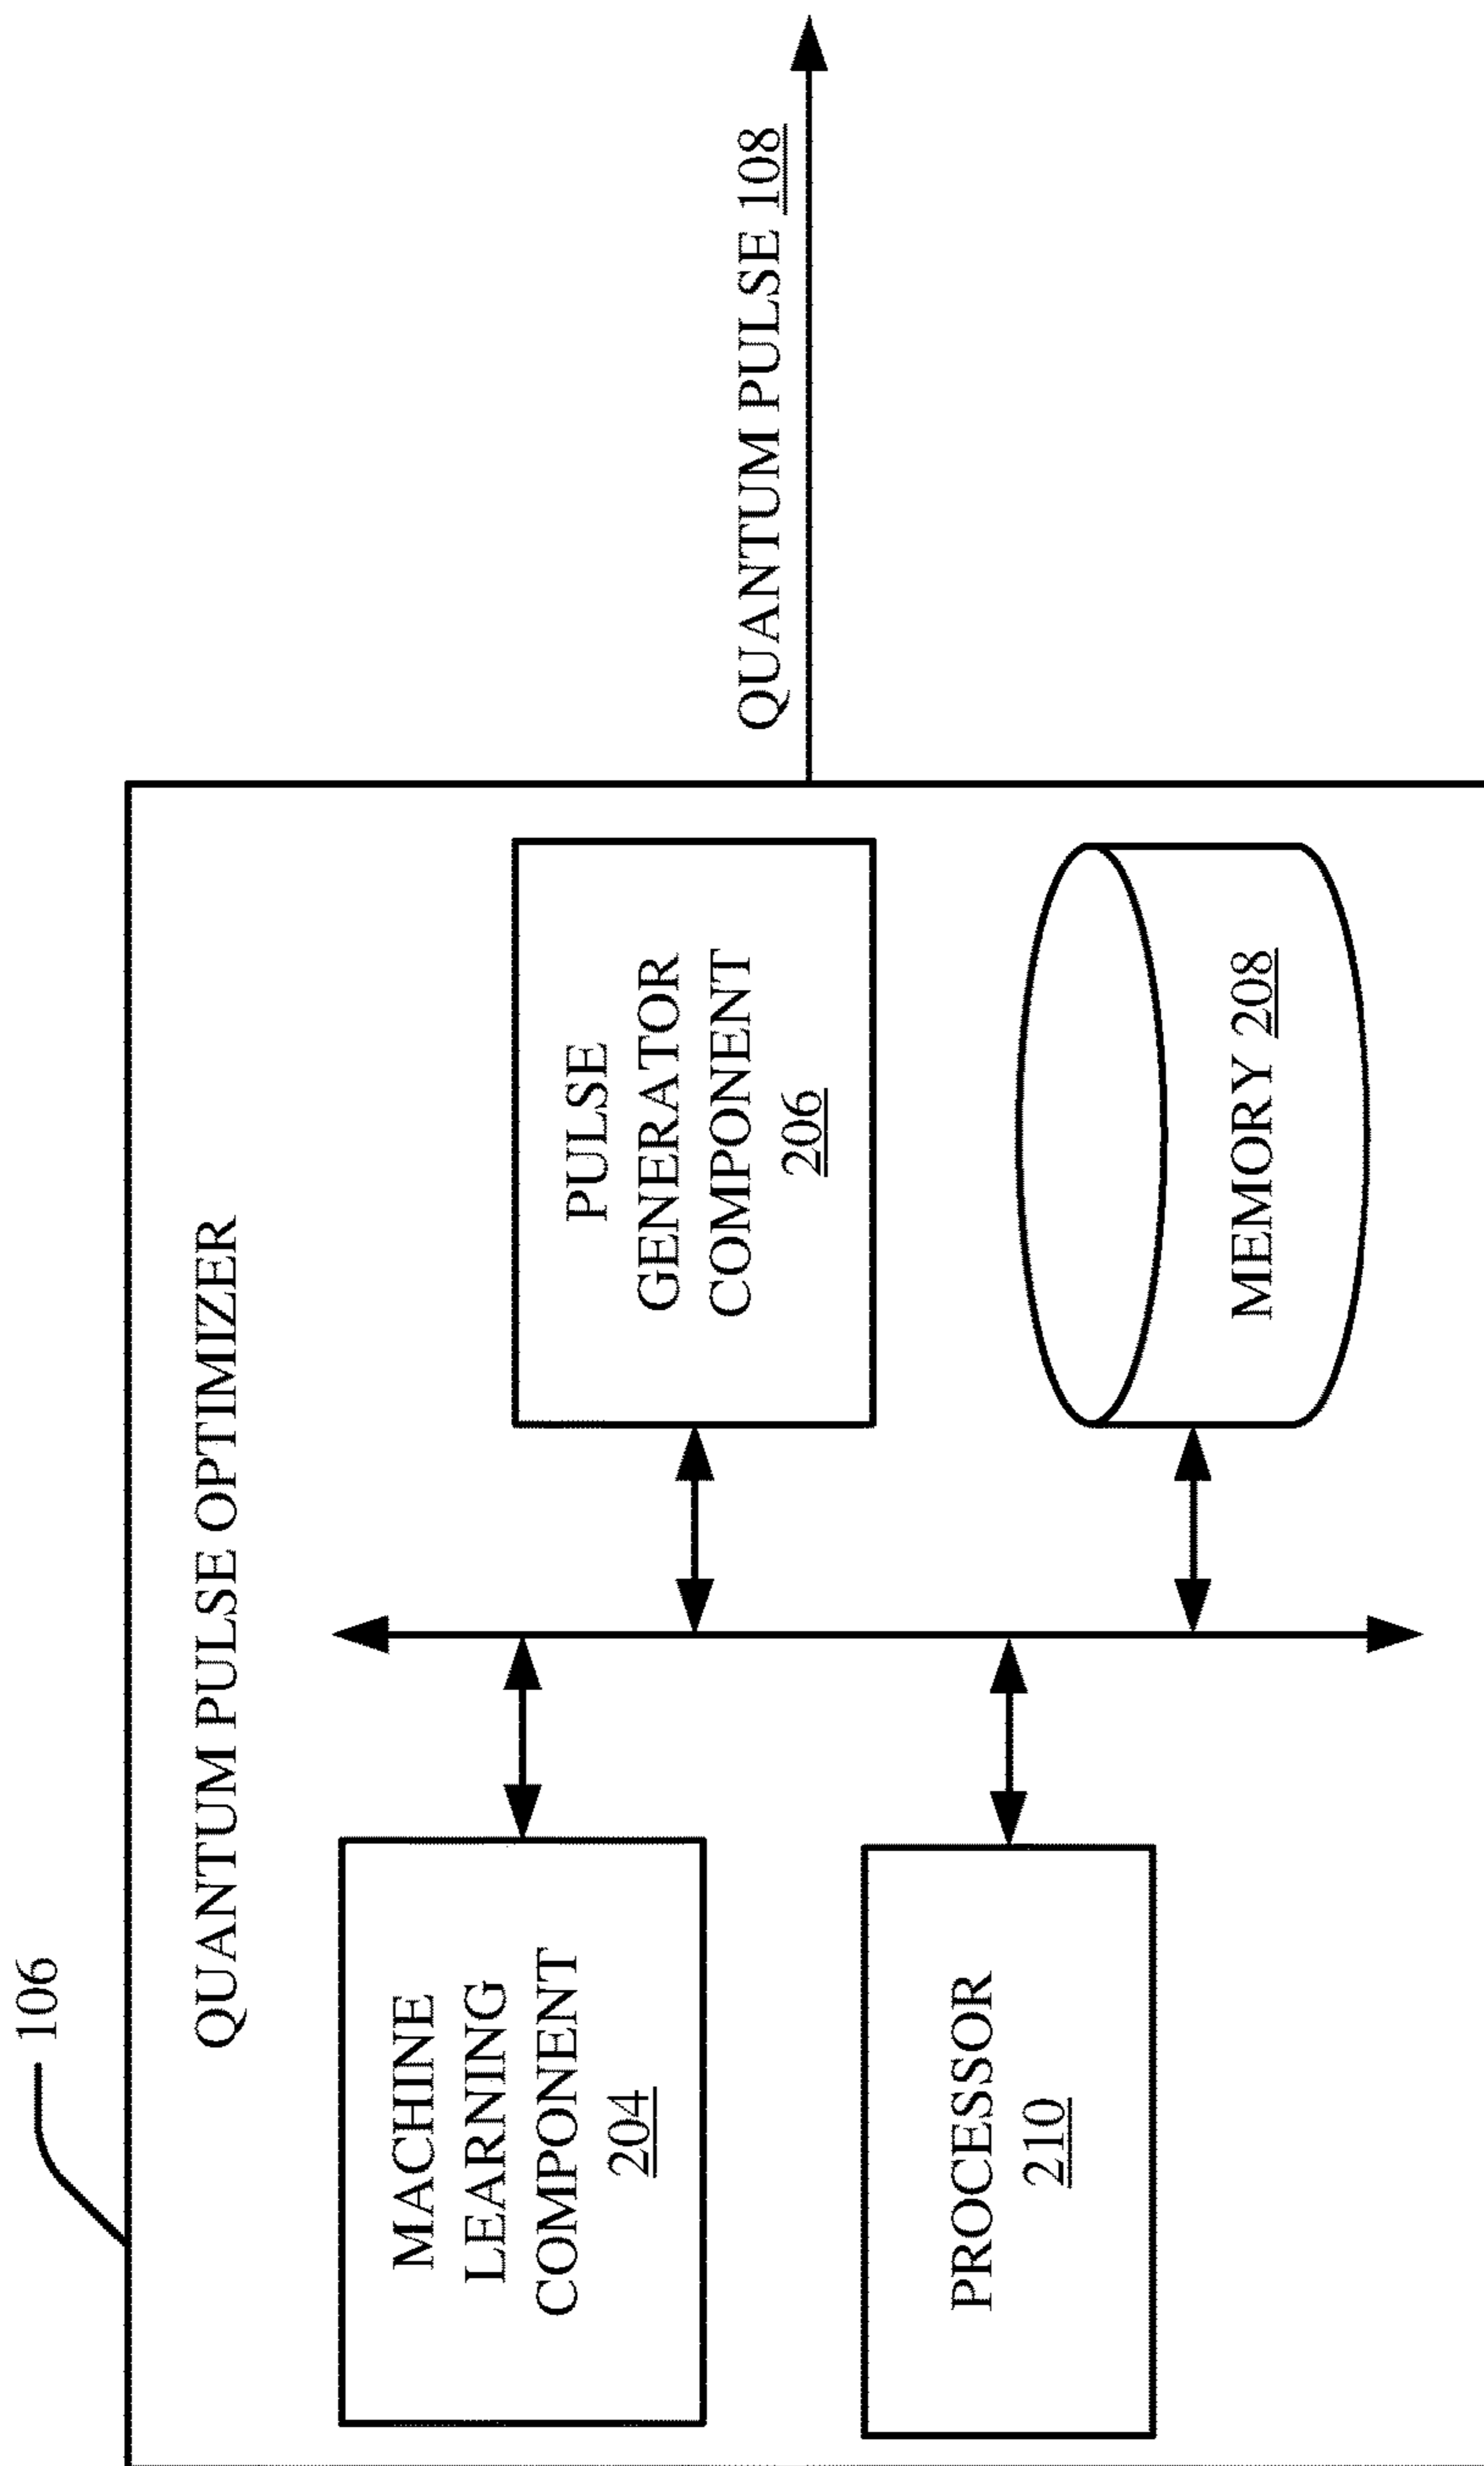 106
QUANTUM PULSE OPTIMIZER
MACHINE
LEARNING
COMPONENT
204
PULSE
GENERATOR
COMPONENT
206
QUANTUM PULSE 108
PROCESSOR
210
MEMORY 208